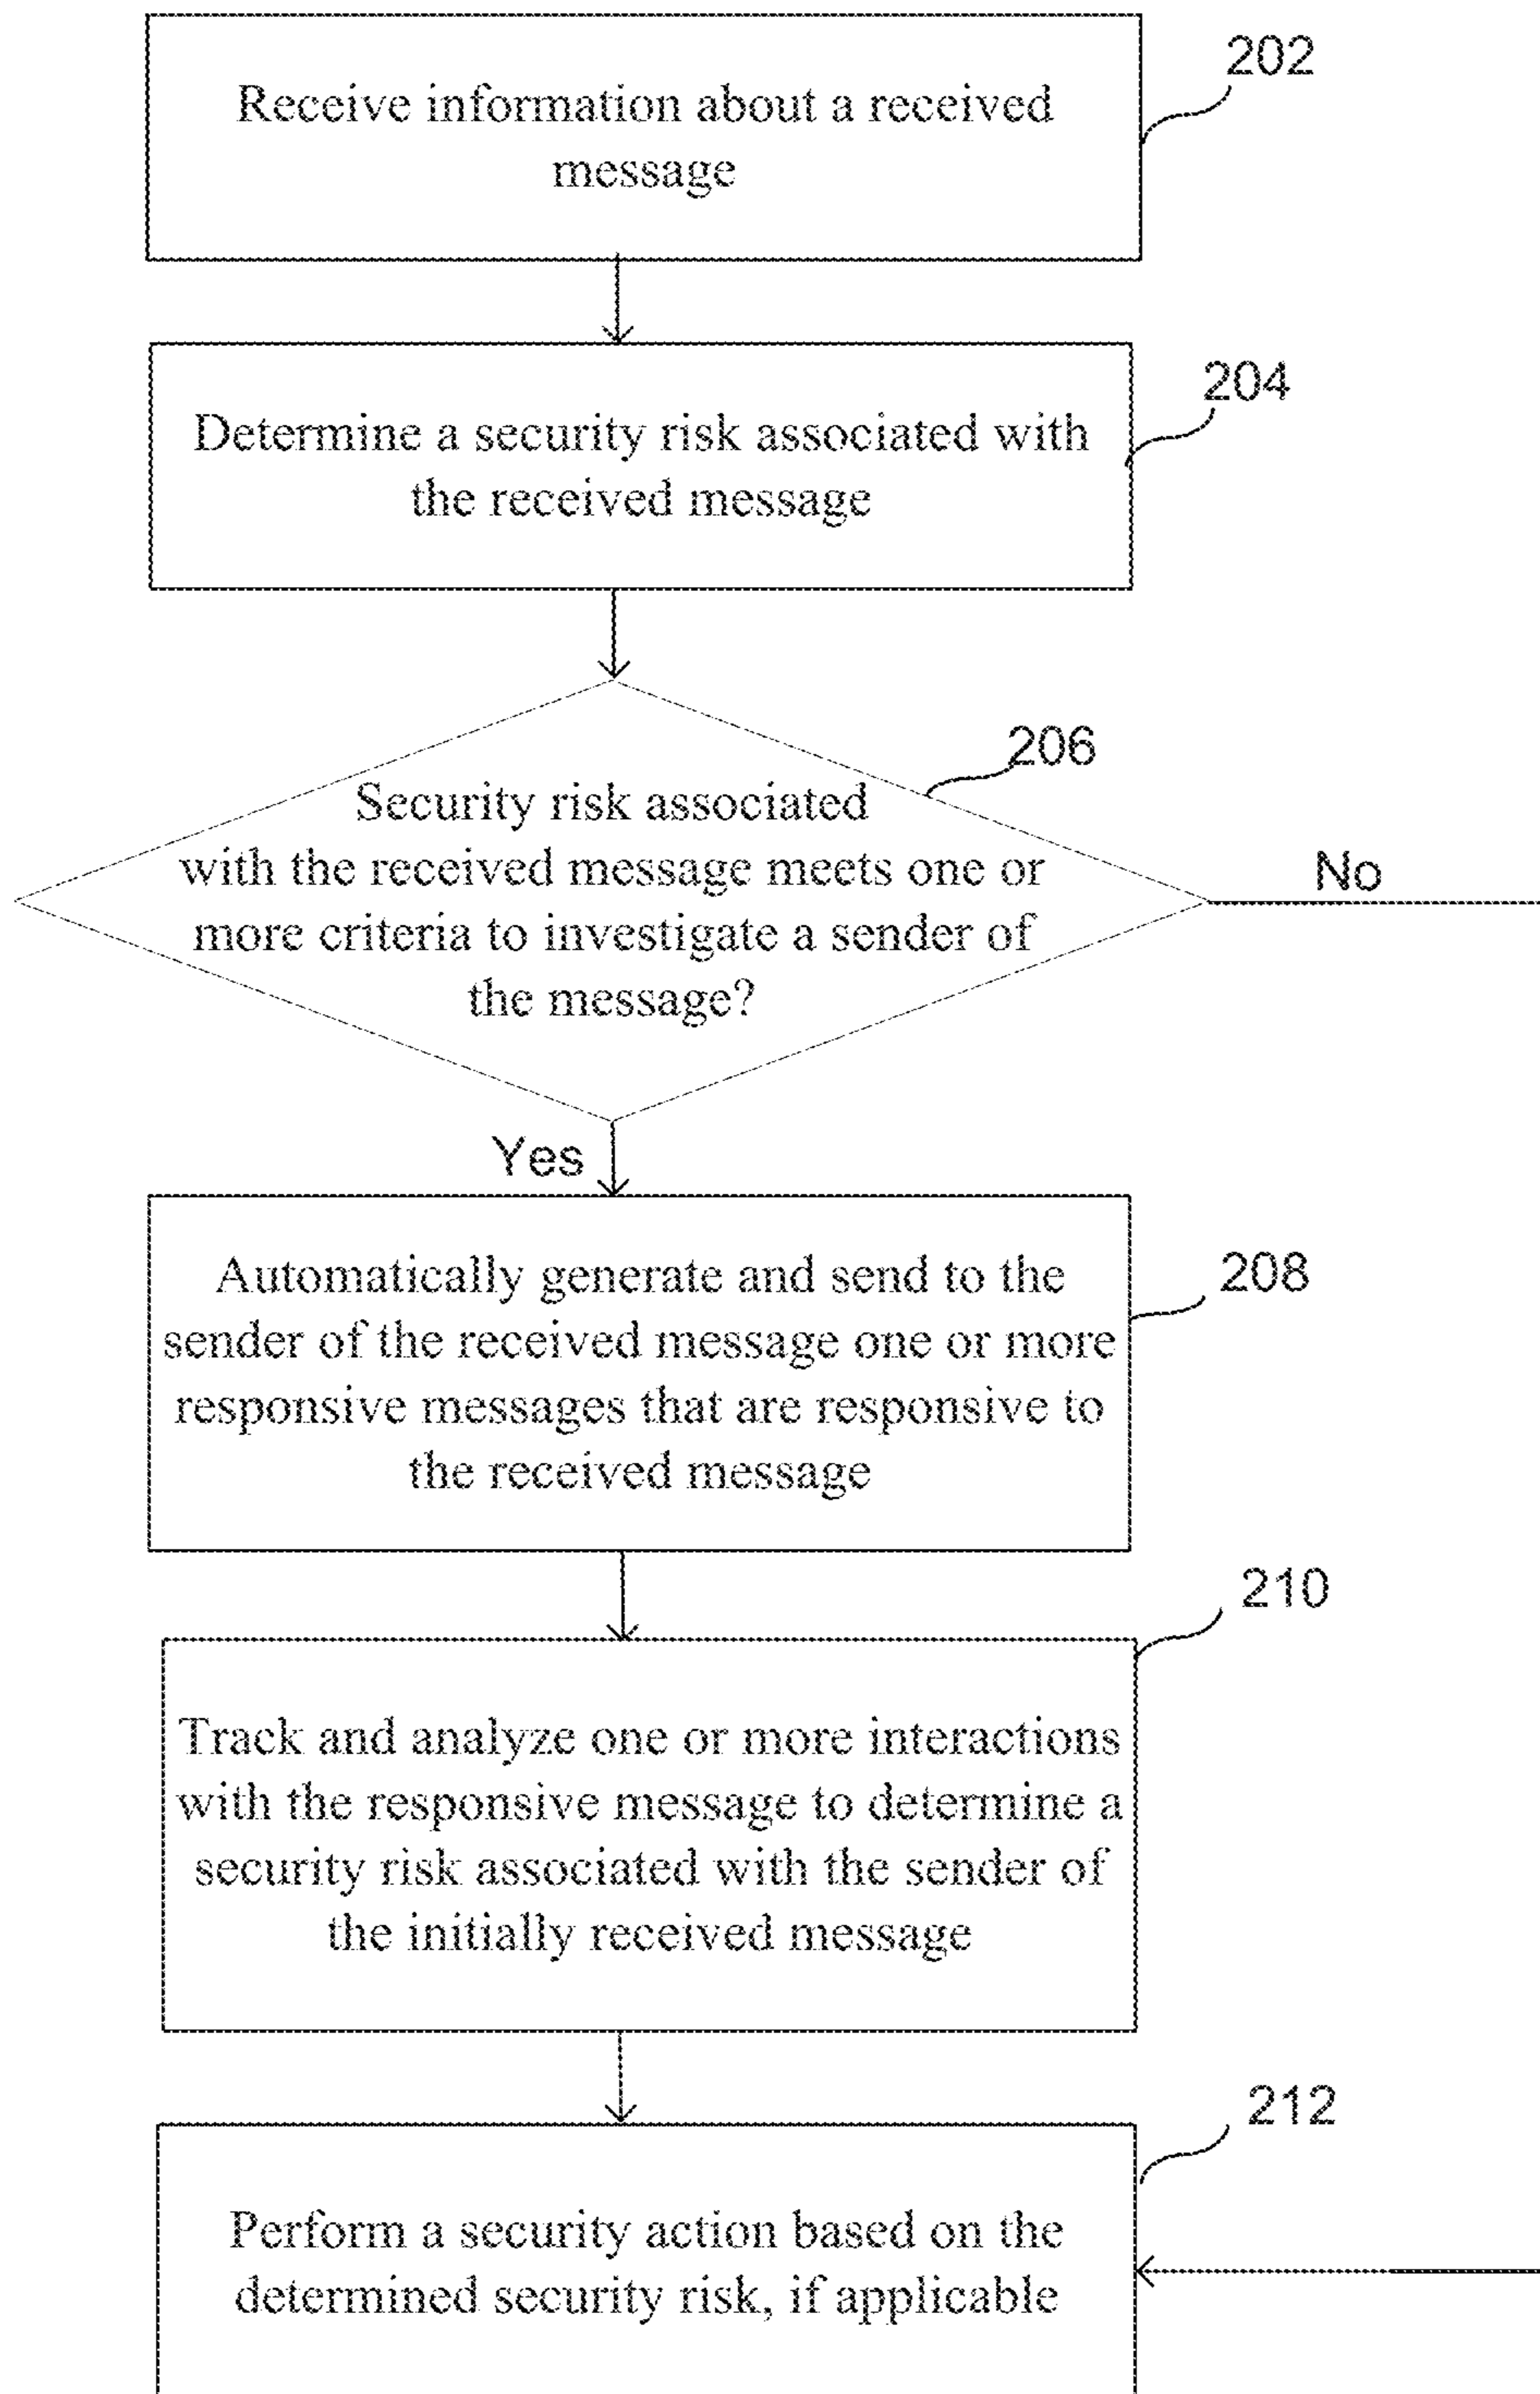 202
Receive information about a received
message
204
Determine a security risk associated with
the received message
206
Security risk associated
with the received message meets one or
more criteria to investigate a sender of
the message?
No
Yes
208
Automatically generate and send to the
sender of the received message one or more
responsive messages that are responsive to
the received message
210
Track and analyze one or more interactions
with the responsive message to determine a
security risk associated with the sender of
the initially received message
212
Perform a security action based on the
determined security risk, if applicable